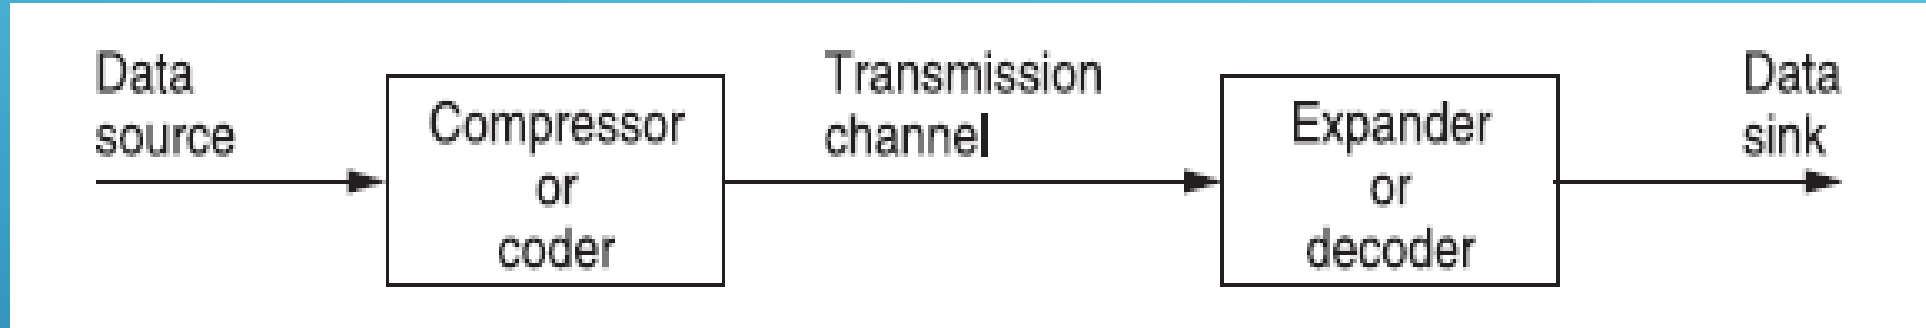 Data
source
Compressor
or
coder
Transmission
channel
Expander
or
decoder
Data
sink